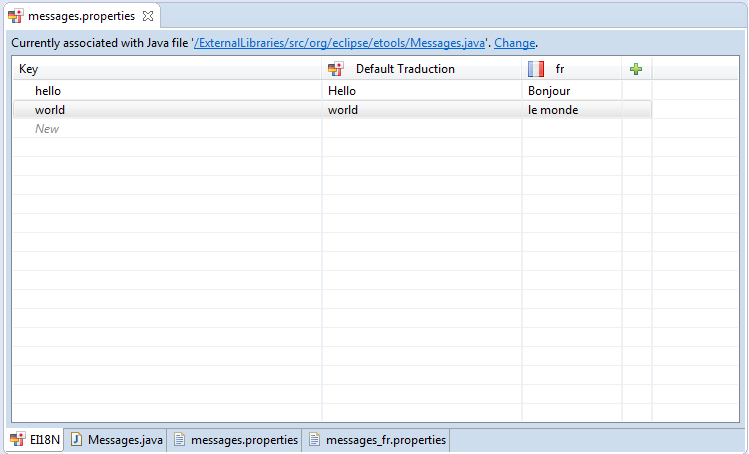 messages.properties
Currently associated with Java file '/ExternalLibraries/src/org/eclipse/etools/Messages.java'. Change.
Key Default Traduction fr
hello Hello Bonjour
world world le monde
New
EI18N Messages.java messages.properties messages_fr.properties